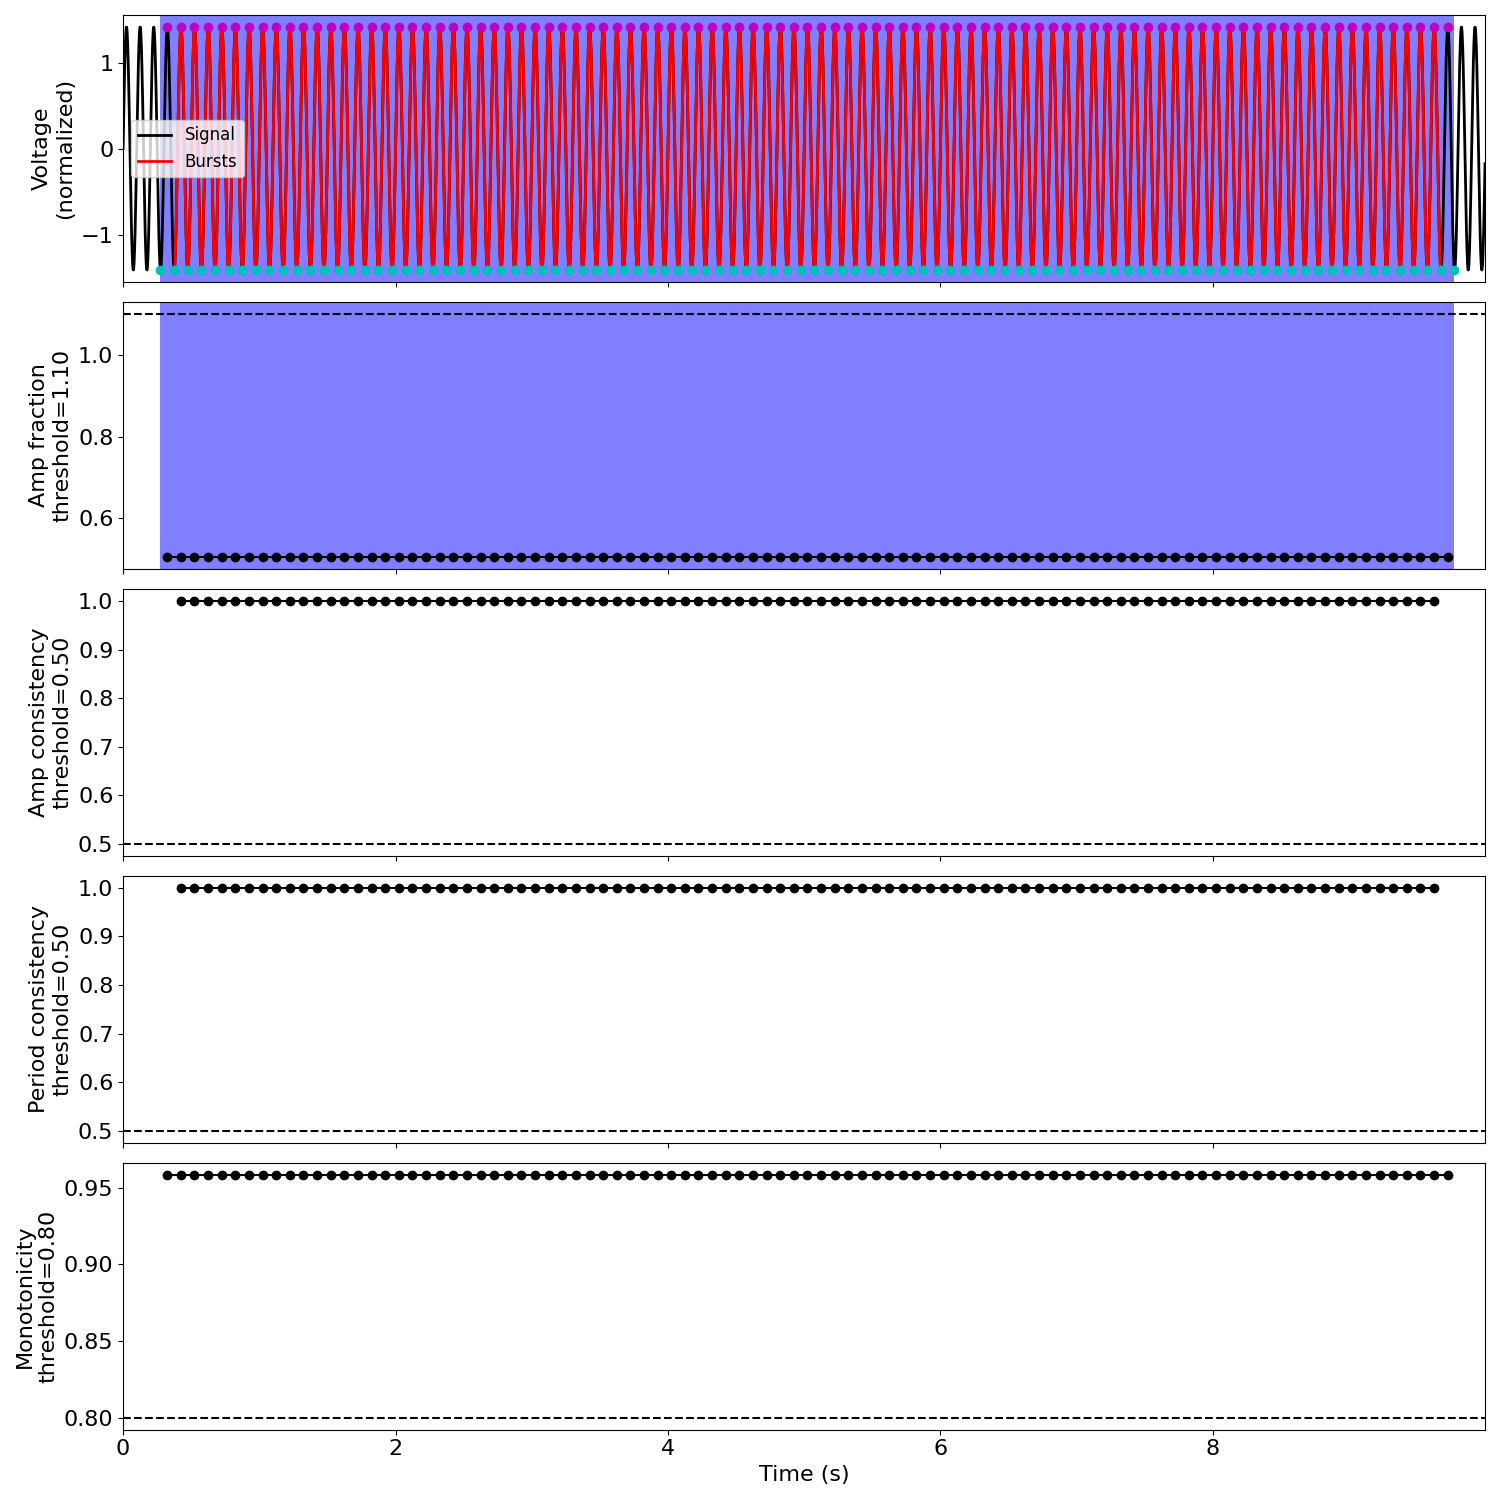 Voltage
(normalized)
1
0
−1
Signal
Bursts
Amp fraction
threshold=1.10
1.0
0.8
0.6
Amp consistency
threshold=0.50
1.0
0.9
0.8
0.7
0.6
0.5
Period consistency
threshold=0.50
1.0
0.9
0.8
0.7
0.6
0.5
Monotonicity
threshold=0.80
0.95
0.90
0.85
0.80
0 2 4 6 8
Time (s)